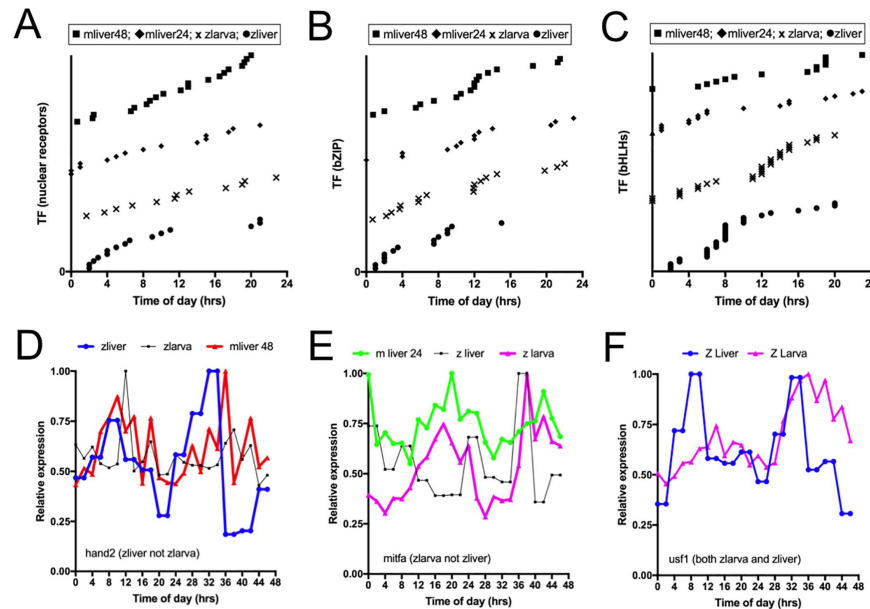 A
B
C
■ mliver48; ◆mliver24; x zlarva; ●zliver
■ mliver48 ◆mliver24 x zlarva ●zliver
■ mliver48; ◆mliver24; x zlarva; ●zliver
TF (nuclear receptors)
0
0 4 8 12 16 20 24
Time of day (hrs)
TF (bZIP)
0
0 4 8 12 16 20 24
Time of day (hrs)
TF (bHLHs)
0
0 4 8 12 16 20
Time of day (hrs)
D
E
F
zliver zlarva mliver 48
m liver 24 z liver z larva
Z Liver Z Larva
Relative expression
1.00
0.75
0.50
0.25
0.00
hand2 (zliver not zlarva)
0 4 8 12 16 20 24 28 32 36 40 44 48
Time of day (hrs)
Relative expression
1.00
0.75
0.50
0.25
0.00
mitfa (zlarva not zliver)
0 4 8 12 16 20 24 28 32 36 40 44 48
Time of day (hrs)
Relative expression
1.00
0.75
0.50
0.25
0.00
usf1 (both zlarva and zliver)
0 4 8 12 16 20 24 28 32 36 40 44 48
Time of day (hrs)